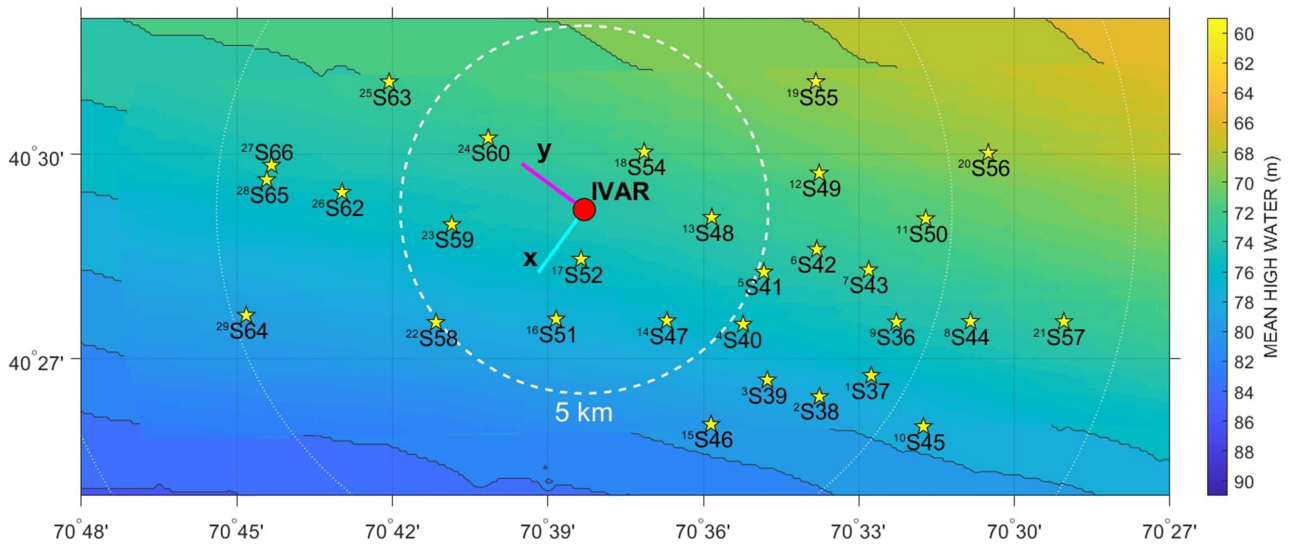 25S63
19S55
24S60
y
18S54
20S56
27S66
28S65
26S62
12S49
IVAR
23S59
13S48
11S50
x
17S52
6S42
5S41
7S43
29S64
22S58
16S51
14S47
4S40
9S36
8S44
21S57
3S39
1S37
2S38
5 km
15S46
10S45
40°30'
40°27'
70°48'
70°45'
70°42'
70°39'
70°36'
70°33'
70°30'
70°27'
60
62
64
66
68
70
72
74
76
78
80
82
84
86
88
90
MEAN HIGH WATER (m)